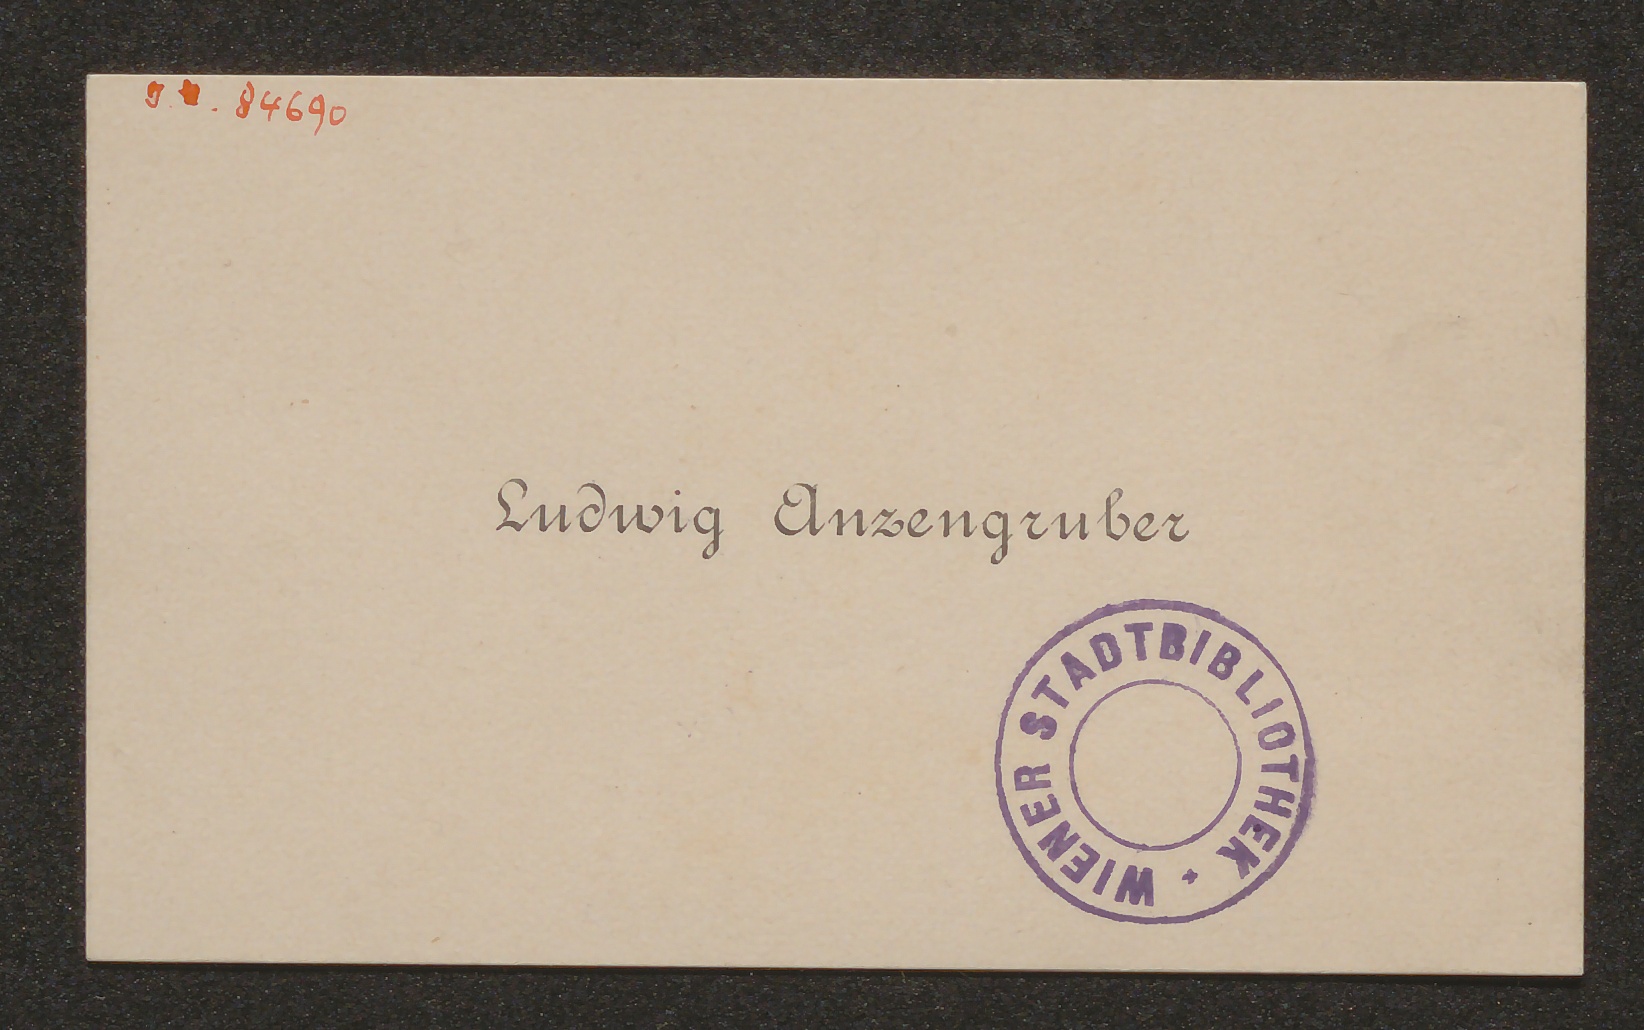 J. N. 84690
Ludwig Anzengruber
WIENER STADTBIBLIOTHEK